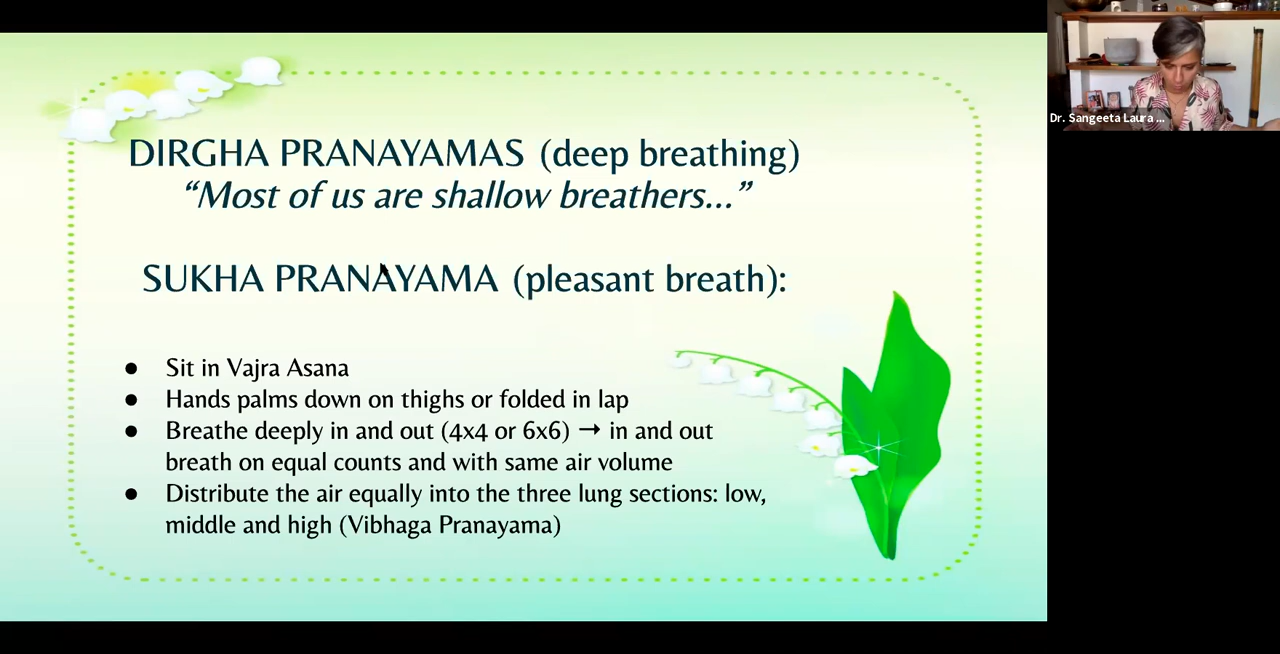 DIRGHA PRANAYAMAS (deep breathing)
“Most of us are shallow breathers...”
SUKHA PRANAYAMA (pleasant breath):
● Sit in Vajra Asana
● Hands palms down on thighs or folded in lap
● Breathe deeply in and out (4x4 or 6x6) → in and out
breath on equal counts and with same air volume
● Distribute the air equally into the three lung sections: low,
middle and high (Vibhaga Pranayama)
Dr. Sangeeta Laura ...